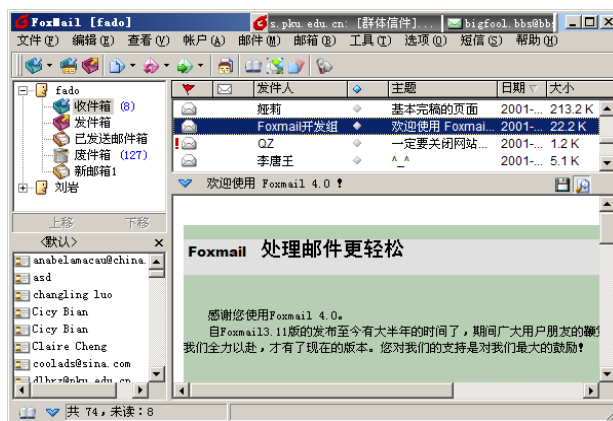 FoxMail [fado]
s.pku.edu.cn: [群体信件]...
bigfool.bbs@bbs
文件(F) 编辑(E) 查看(V) 帐户(A) 邮件(M) 邮箱(B) 工具(T) 选项(O) 短信(S) 帮助(H)
fado
收件箱 (8)
发件箱
已发送邮件箱
废件箱 (127)
新邮箱1
刘岩
上移 下移
<默认>
anabelamacau@china.
asd
changling luo
Cicy Bian
Cicy Bian
Claire Cheng
coolads@sina.com
发件人 主题 日期 大小
娅莉 基本完稿的页面 2001-... 213.2 K
Foxmail开发组 欢迎使用 Foxmai... 2001-... 22.2 K
QZ 一定要关闭网站... 2001-... 1.2 K
李唐王 ^_^ 2001-... 5.1 K
欢迎使用 Foxmail 4.0！
Foxmail 处理邮件更轻松
感谢您使用Foxmail 4.0。
自Foxmail3.11版的发布至今有大半年的时间了，期间广大用户朋友的鞭
我们全力以赴，才有了现在的版本。您对我们的支持是对我们最大的鼓励！
共 74，未读：8